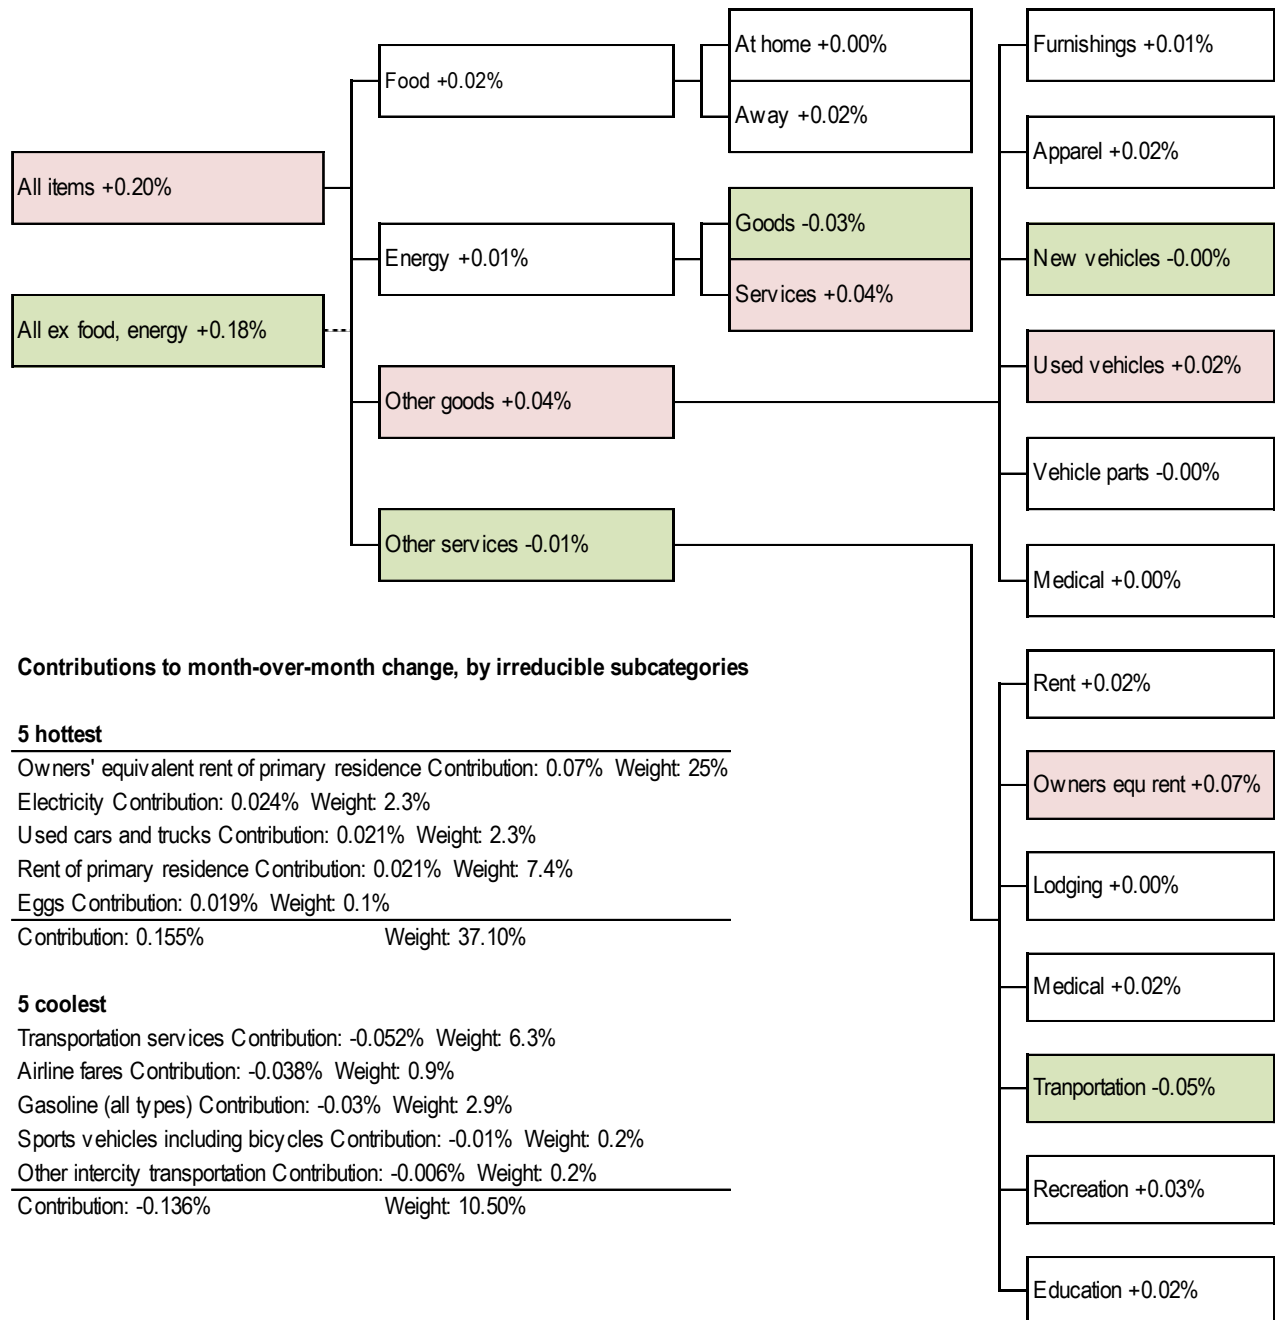 All items +0.20%
All ex food, energy +0.18%
Food +0.02%
Energy +0.01%
Other goods +0.04%
Other services -0.01%
At home +0.00%
Away +0.02%
Goods -0.03%
Services +0.04%
Furnishings +0.01%
Apparel +0.02%
New vehicles -0.00%
Used vehicles +0.02%
Vehicle parts -0.00%
Medical +0.00%
Rent +0.02%
Owners equ rent +0.07%
Lodging +0.00%
Medical +0.02%
Tranportation -0.05%
Recreation +0.03%
Education +0.02%
Contributions to month-over-month change, by irreducible subcategories
5 hottest
Owners' equivalent rent of primary residence Contribution: 0.07% Weight: 25%
Electricity Contribution: 0.024% Weight: 2.3%
Used cars and trucks Contribution: 0.021% Weight: 2.3%
Rent of primary residence Contribution: 0.021% Weight: 7.4%
Eggs Contribution: 0.019% Weight: 0.1%
Contribution: 0.155% Weight: 37.10%
5 coolest
Transportation services Contribution: -0.052% Weight: 6.3%
Airline fares Contribution: -0.038% Weight: 0.9%
Gasoline (all types) Contribution: -0.03% Weight: 2.9%
Sports vehicles including bicycles Contribution: -0.01% Weight: 0.2%
Other intercity transportation Contribution: -0.006% Weight: 0.2%
Contribution: -0.136% Weight: 10.50%